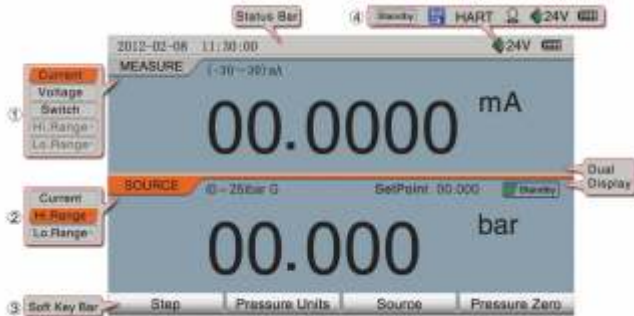 Status Bar
④ Standby HART 24V
2012-02-08 11:30:00 24V
MEASURE (-30~30)mA
① Current
Voltage
Switch
Hi.Range
Lo.Range
00.0000 mA
Dual
Display
SOURCE (0~25)bar G SetPoint 00.000 Standby
② Current
Hi.Range
Lo.Range
00.000 bar
③ Soft Key Bar
Step Pressure Units Source Pressure Zero